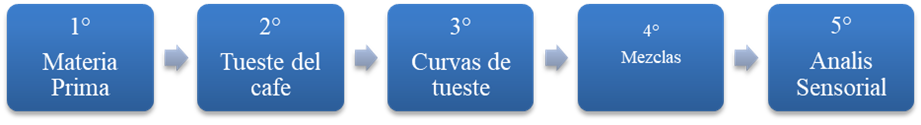 1°
Materia
Prima
2°
Tueste del
cafe
3°
Curvas de
tueste
4°
Mezclas
5°
Analis
Sensorial